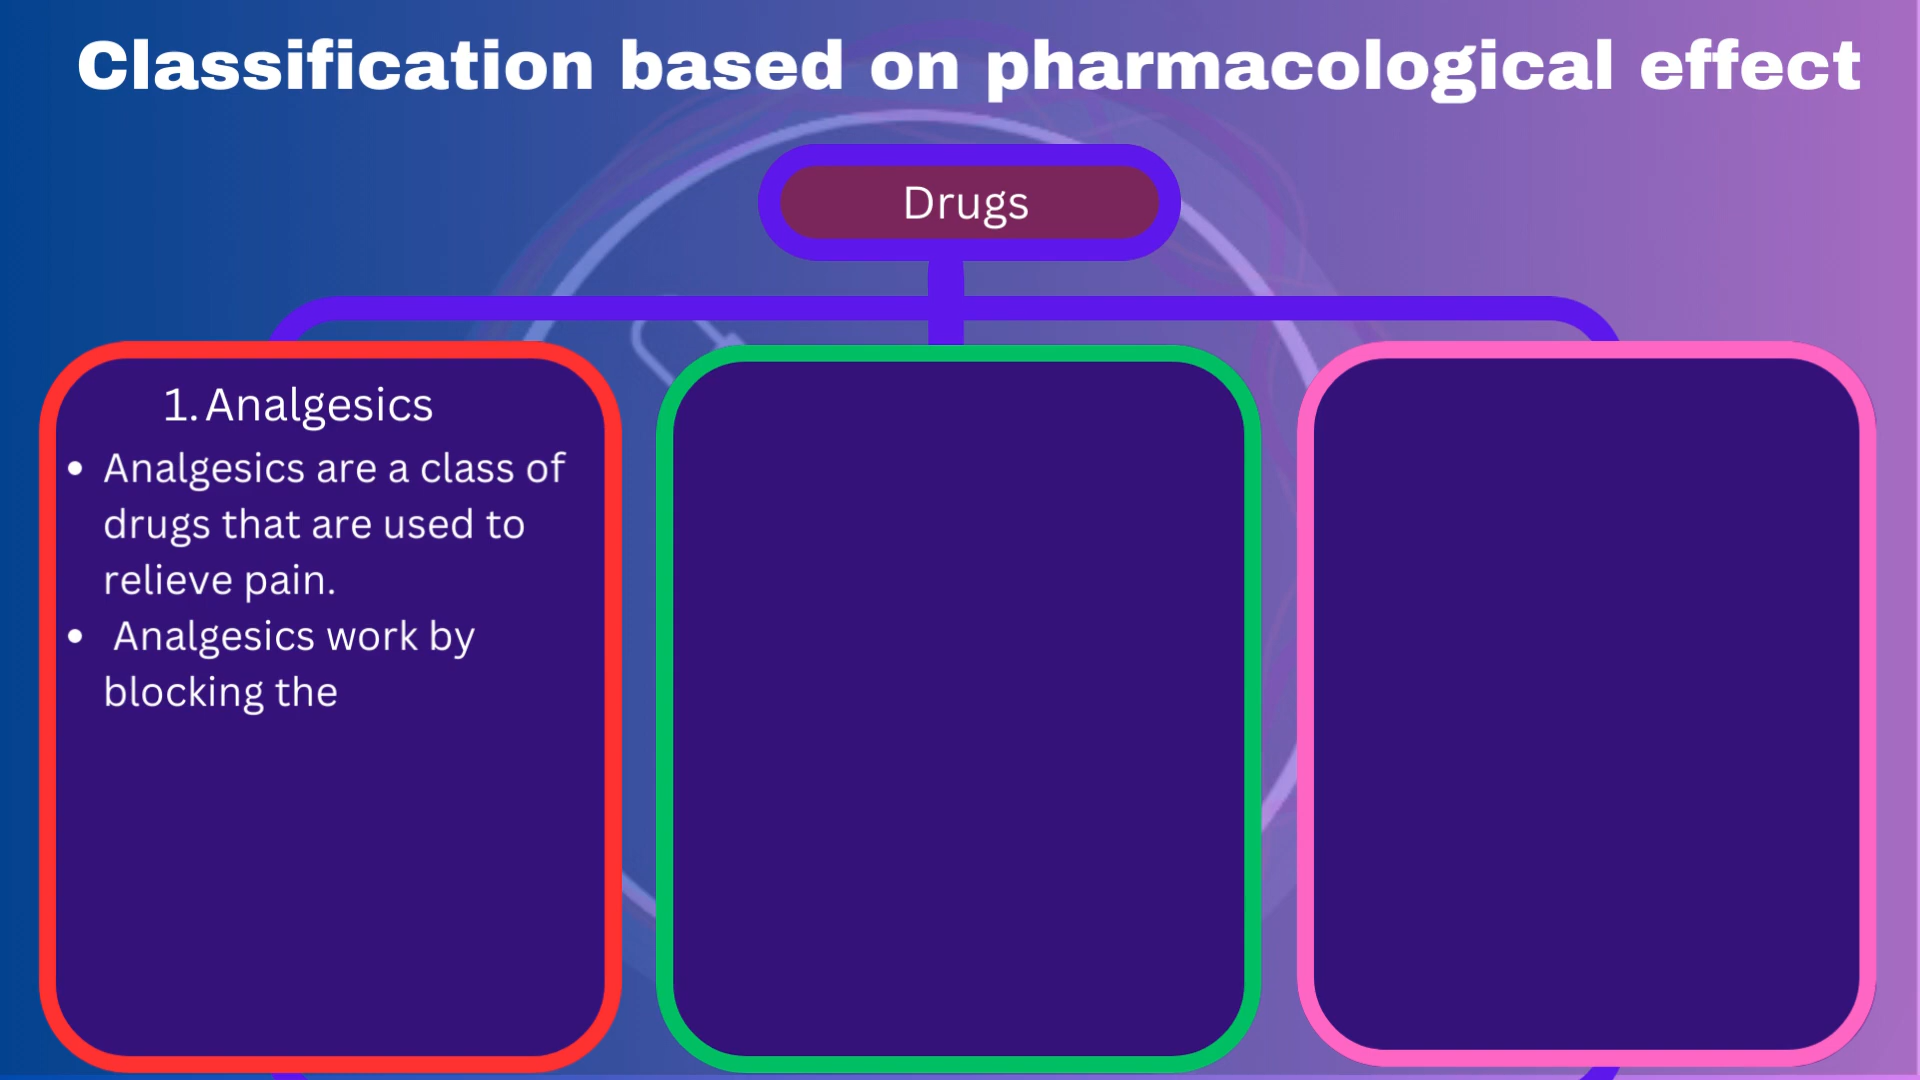 Classification based on pharmacological effect
Drugs
1. Analgesics
• Analgesics are a class of
drugs that are used to
relieve pain.
• Analgesics work by
blocking the